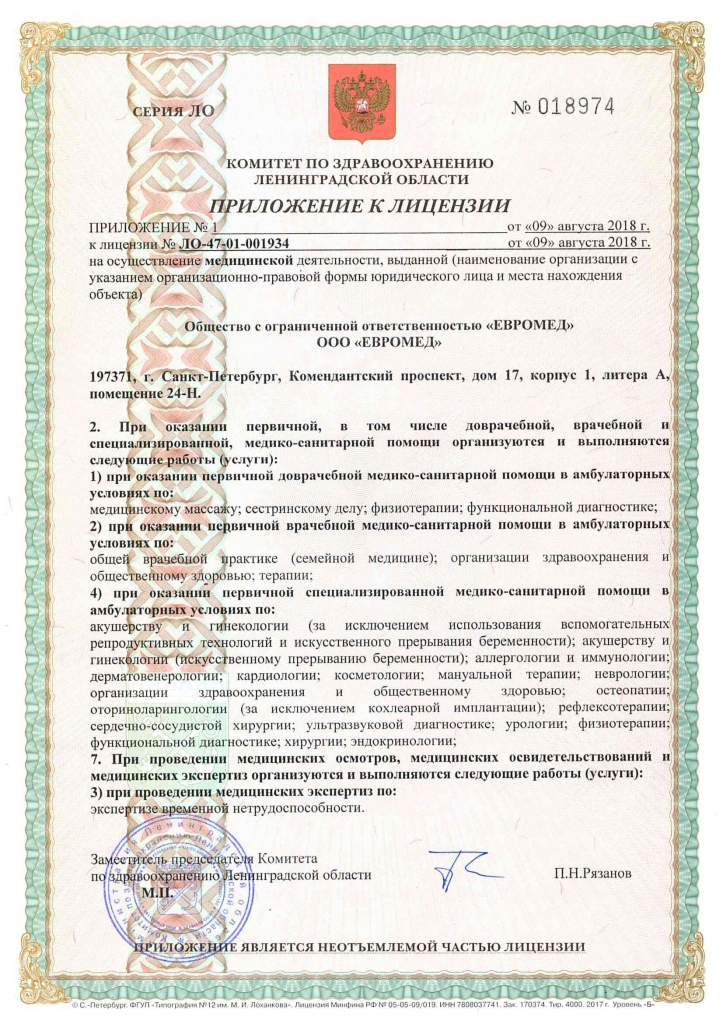 СЕРИЯ ЛО
№ 018974
КОМИТЕТ ПО ЗДРАВООХРАНЕНИЮ
ЛЕНИНГРАДСКОЙ ОБЛАСТИ
ПРИЛОЖЕНИЕ К ЛИЦЕНЗИИ
ПРИЛОЖЕНИЕ № 1 от «09» августа 2018 г.
к лицензии № ЛО-47-01-001934 от «09» августа 2018 г.
на осуществление медицинской деятельности, выданной (наименование организации с
указанием организационно-правовой формы юридического лица и места нахождения
объекта)
Общество с ограниченной ответственностью «ЕВРОМЕД»
ООО «ЕВРОМЕД»
197371, г. Санкт-Петербург, Комендантский проспект, дом 17, корпус 1, литера А,
помещение 24-Н.
2. При оказании первичной, в том числе доврачебной, врачебной и
специализированной, медико-санитарной помощи организуются и выполняются
следующие работы (услуги):
1) при оказании первичной доврачебной медико-санитарной помощи в амбулаторных
условиях по:
медицинскому массажу; сестринскому делу; физиотерапии; функциональной диагностике;
2) при оказании первичной врачебной медико-санитарной помощи в амбулаторных
условиях по:
общей врачебной практике (семейной медицине); организации здравоохранения и
общественному здоровью; терапии;
4) при оказании первичной специализированной медико-санитарной помощи в
амбулаторных условиях по:
акушерству и гинекологии (за исключением использования вспомогательных
репродуктивных технологий и искусственного прерывания беременности); акушерству и
гинекологии (искусственному прерыванию беременности); аллергологии и иммунологии;
дерматовенерологии; кардиологии; косметологии; мануальной терапии; неврологии;
организации здравоохранения и общественному здоровью; остеопатии;
оториноларингологии (за исключением кохлеарной имплантации); рефлексотерапии;
сердечно-сосудистой хирургии; ультразвуковой диагностике; урологии; физиотерапии;
функциональной диагностике; хирургии; эндокринологии;
7. При проведении медицинских осмотров, медицинских освидетельствований и
медицинских экспертиз организуются и выполняются следующие работы (услуги):
3) при проведении медицинских экспертиз по:
экспертизе временной нетрудоспособности.
Заместитель председателя Комитета
по здравоохранению Ленинградской области
П.Н.Рязанов
М.П.
ПРИЛОЖЕНИЕ ЯВЛЯЕТСЯ НЕОТЪЕМЛЕМОЙ ЧАСТЬЮ ЛИЦЕНЗИИ
© С.-Петербург. ФГУП «Типография №12 им. М. И. Лоханкова». Лицензия Минфина РФ № 05-05-09/019. ИНН 7808037741. Зак. 170374. Тир. 4000. 2017 г. Уровень «Б»